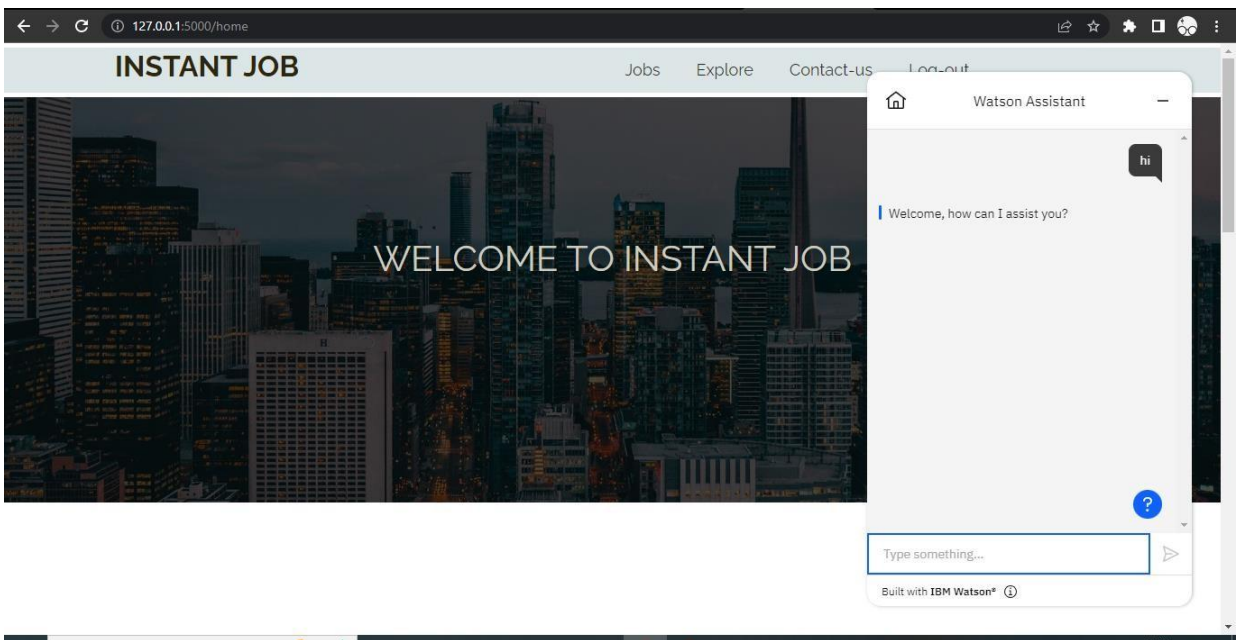 127.0.0.1:5000/home
INSTANT JOB
Jobs Explore Contact-us Log-out
Watson Assistant
hi
Welcome, how can I assist you?
WELCOME TO INSTANT JOB
H
?
Type something...
Built with IBM Watson®